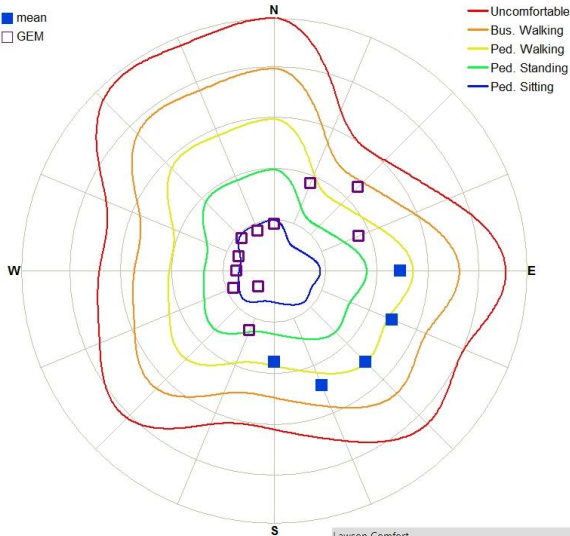 N
mean
GEM
Uncomfortable
Bus. Walking
Ped. Walking
Ped. Standing
Ped. Sitting
W
E
S
Lawson Comfort